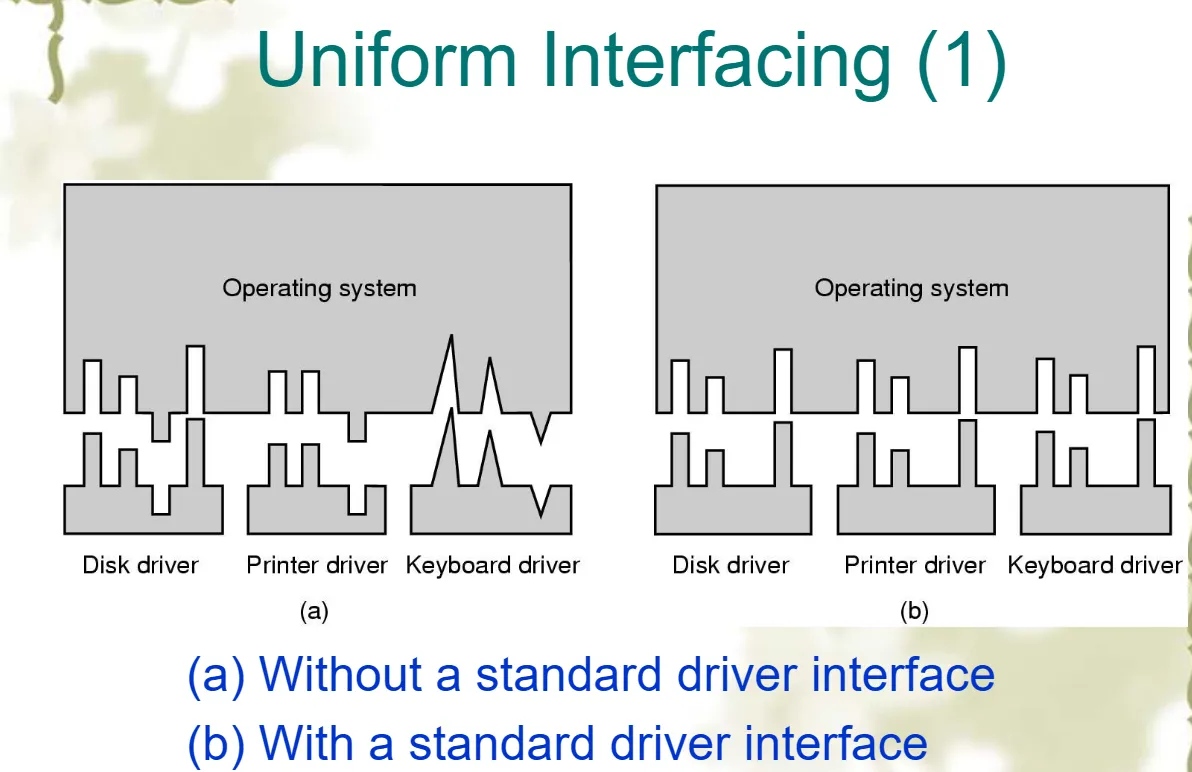 Uniform Interfacing (1)
Operating system
Operating system
Disk driver
Printer driver
Keyboard driver
Disk driver
Printer driver
Keyboard driver
(a)
(b)
(a) Without a standard driver interface
(b) With a standard driver interface